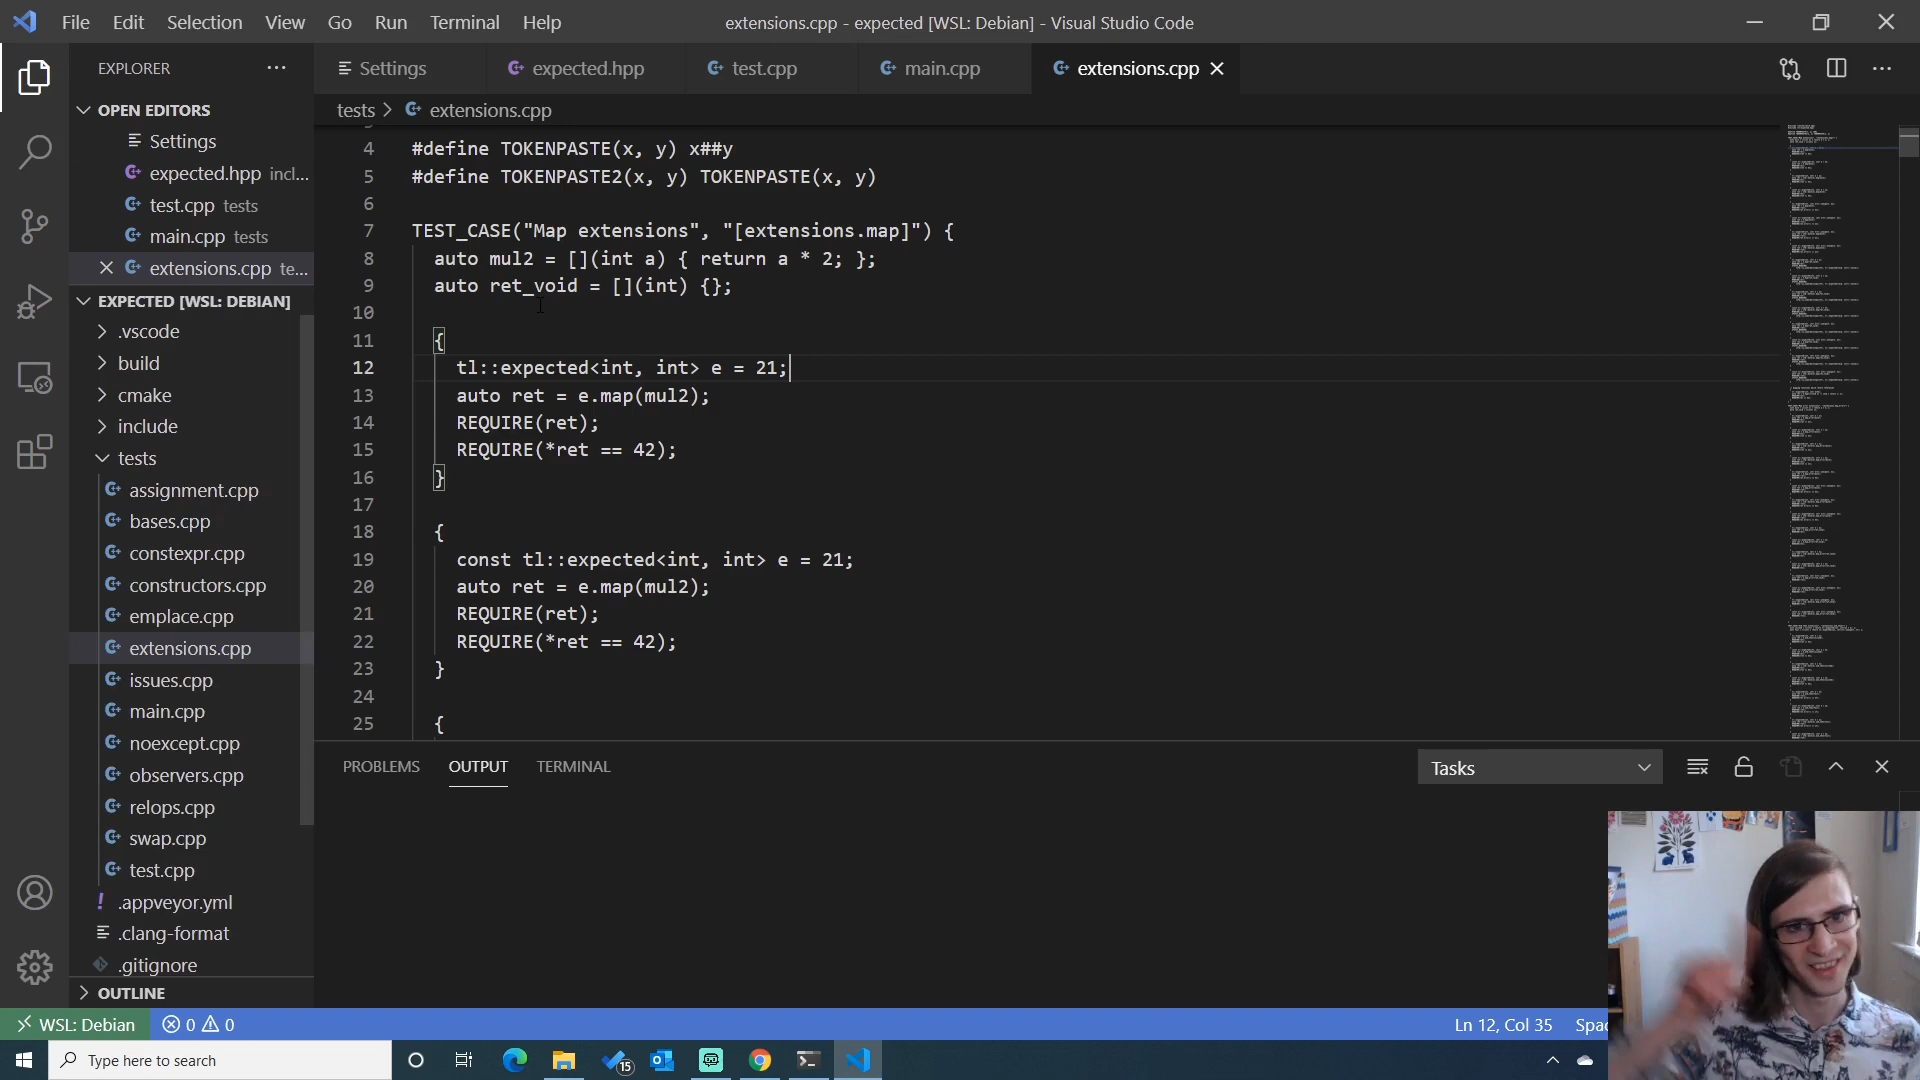 File Edit Selection View Go Run Terminal Help
extensions.cpp - expected [WSL: Debian] - Visual Studio Code
EXPLORER
OPEN EDITORS
Settings
expected.hpp incl...
test.cpp tests
main.cpp tests
extensions.cpp te...
EXPECTED [WSL: DEBIAN]
.vscode
build
cmake
include
tests
assignment.cpp
bases.cpp
constexpr.cpp
constructors.cpp
emplace.cpp
extensions.cpp
issues.cpp
main.cpp
noexcept.cpp
observers.cpp
relops.cpp
swap.cpp
test.cpp
.appveyor.yml
.clang-format
.gitignore
OUTLINE
Settings expected.hpp test.cpp main.cpp extensions.cpp
tests > extensions.cpp
4 #define TOKENPASTE(x, y) x##y
5 #define TOKENPASTE2(x, y) TOKENPASTE(x, y)
6
7 TEST_CASE("Map extensions", "[extensions.map]") {
8 auto mul2 = [](int a) { return a * 2; };
9 auto ret_void = [](int) {};
10
11 {
12 tl::expected<int, int> e = 21;
13 auto ret = e.map(mul2);
14 REQUIRE(ret);
15 REQUIRE(*ret == 42);
16 }
17
18 {
19 const tl::expected<int, int> e = 21;
20 auto ret = e.map(mul2);
21 REQUIRE(ret);
22 REQUIRE(*ret == 42);
23 }
24
25 {
PROBLEMS OUTPUT TERMINAL
Tasks
WSL: Debian 0 0
Ln 12, Col 35 Spac
Type here to search
15